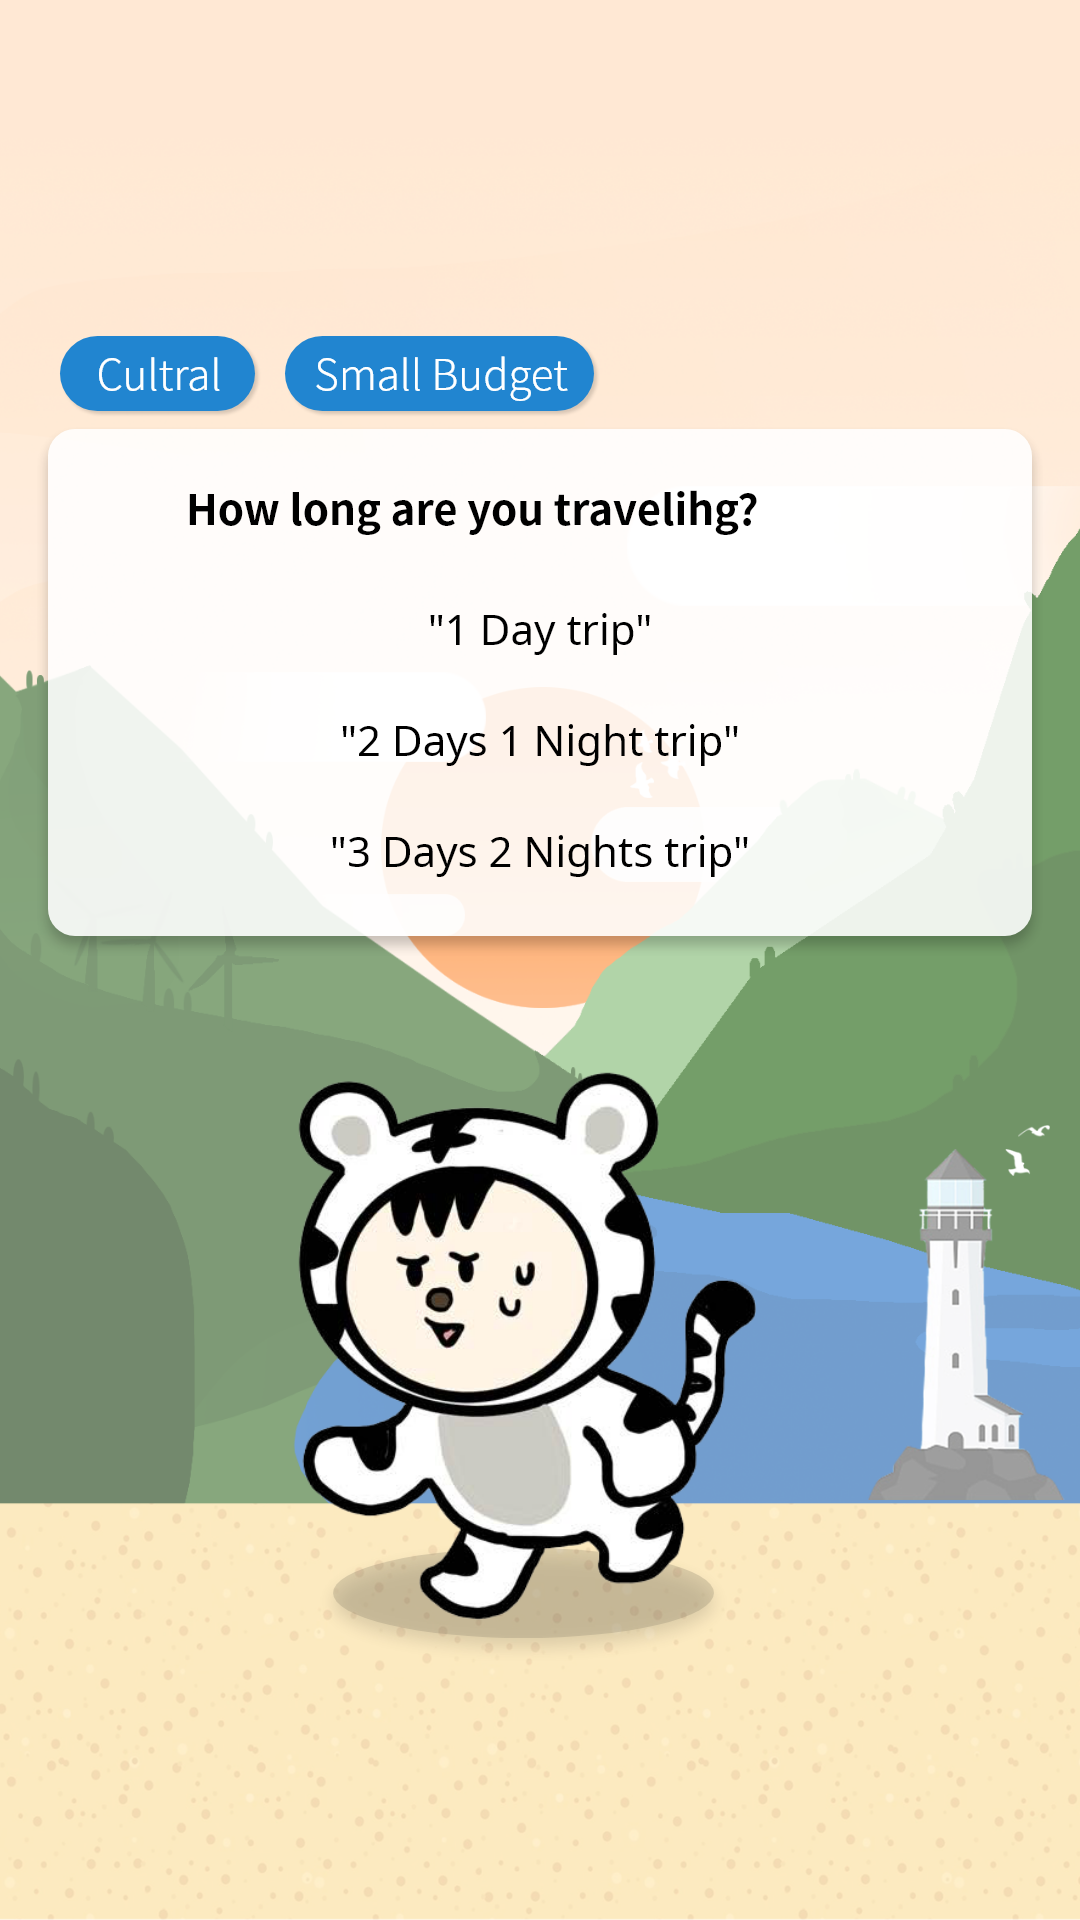 Cultral Small Budget
How long are you travelihg?
"1 Day trip"
"2 Days 1 Night trip"
"3 Days 2 Nights trip"